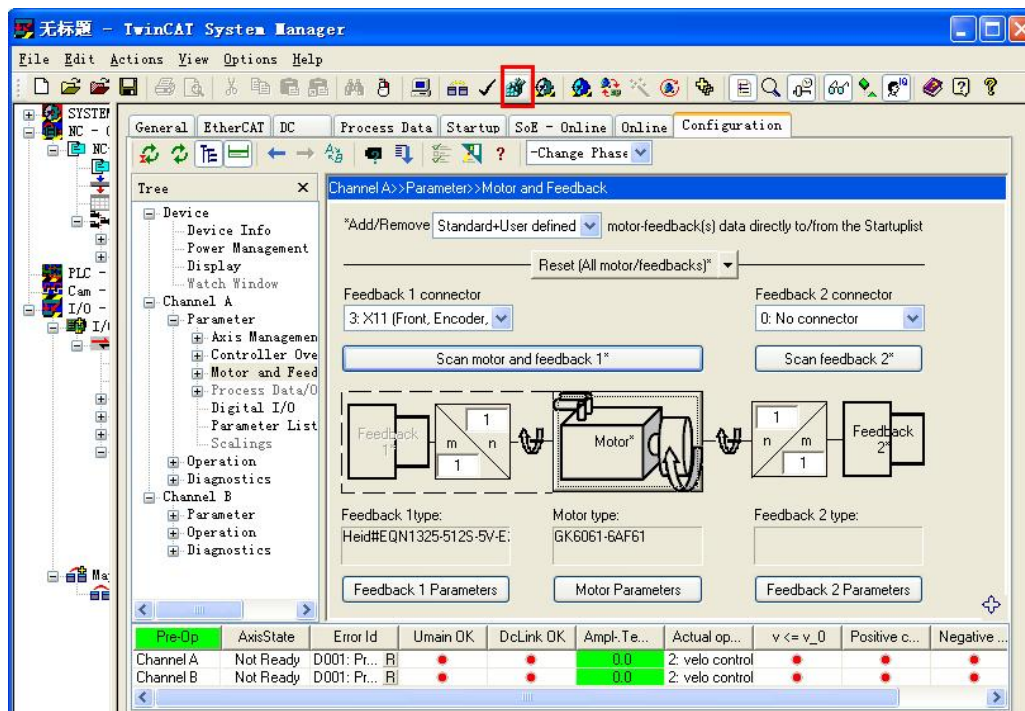 无标题 - TwinCAT System Manager
File Edit Actions View Options Help
SYSTEM
NC - (
NC-
PLC -
Cam -
I/O -
I/
Ma
General EtherCAT DC Process Data Startup SoE - Online Online Configuration
? -Change Phase
Tree X
Device
Device Info
Power Management
Display
Watch Window
Channel A
Parameter
Axis Managemen
Controller Ove
Motor and Feed
Process Data/O
Digital I/O
Parameter List
Scalings
Operation
Diagnostics
Channel B
Parameter
Operation
Diagnostics
Channel A>>Parameter>>Motor and Feedback
*Add/Remove Standard+User defined motor-feedback(s) data directly to/from the Startuplist
Reset (All motor/feedbacks)*
Feedback 1 connector Feedback 2 connector
3: X11 (Front, Encoder, 0: No connector
Scan motor and feedback 1* Scan feedback 2*
Feedback 1* m n 1 1 Motor* n m 1 1 Feedback 2*
Feedback 1type: Motor type: Feedback 2 type:
Heid#EQN1325-512S-5V-E: GK6061-6AF61
Feedback 1 Parameters Motor Parameters Feedback 2 Parameters
Pre-Op AxisState Error Id Umain OK DcLink OK Ampl-.Te... Actual op... v <= v_0 Positive c... Negative ...
Channel A Not Ready D001: Pr... R 0.0 2: velo control
Channel B Not Ready D001: Pr... R 0.0 2: velo control